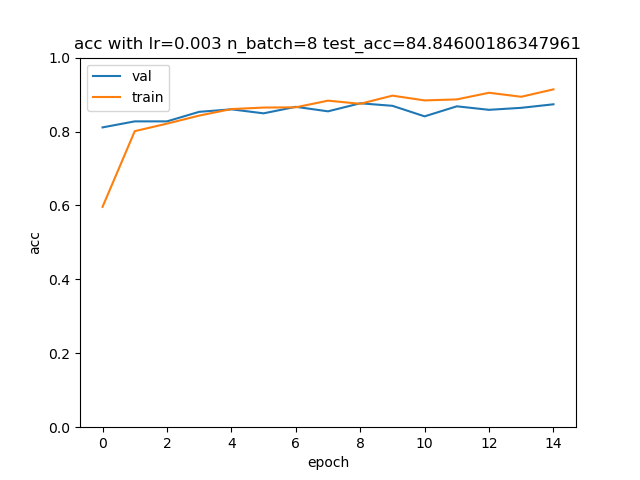 acc with lr=0.003 n_batch=8 test_acc=84.84600186347961
1.0
val
train
0.8
0.6
acc
0.4
0.2
0.0
0 2 4 6 8 10 12 14
epoch